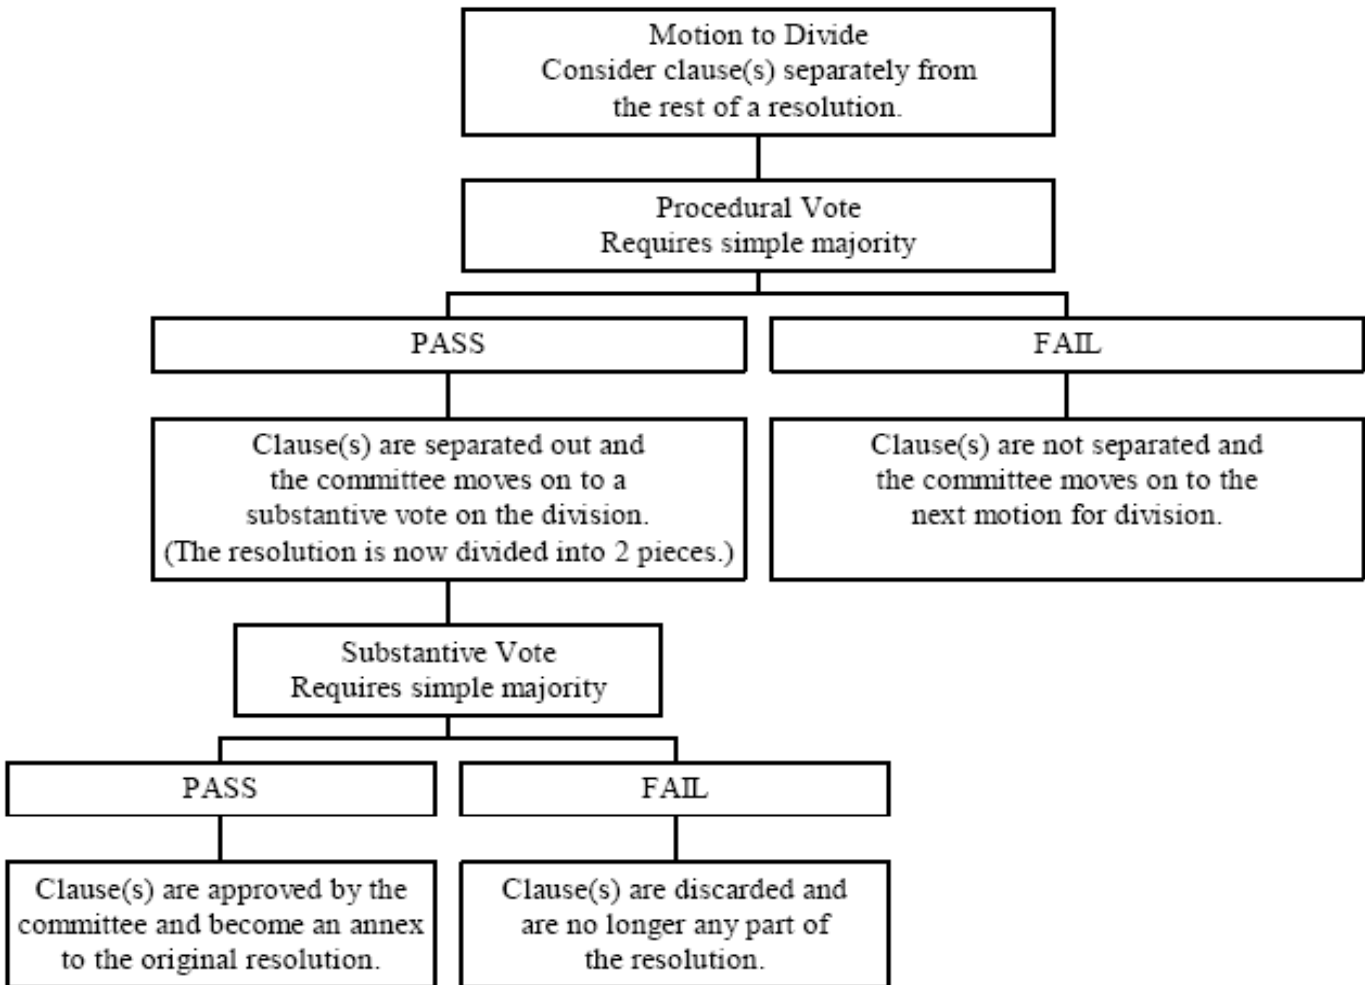 Motion to Divide
Consider clause(s) separately from
the rest of a resolution.
Procedural Vote
Requires simple majority
PASS
FAIL
Clause(s) are separated out and
the committee moves on to a
substantive vote on the division.
(The resolution is now divided into 2 pieces.)
Clause(s) are not separated and
the committee moves on to the
next motion for division.
Substantive Vote
Requires simple majority
PASS
FAIL
Clause(s) are approved by the
committee and become an annex
to the original resolution.
Clause(s) are discarded and
are no longer any part of
the resolution.